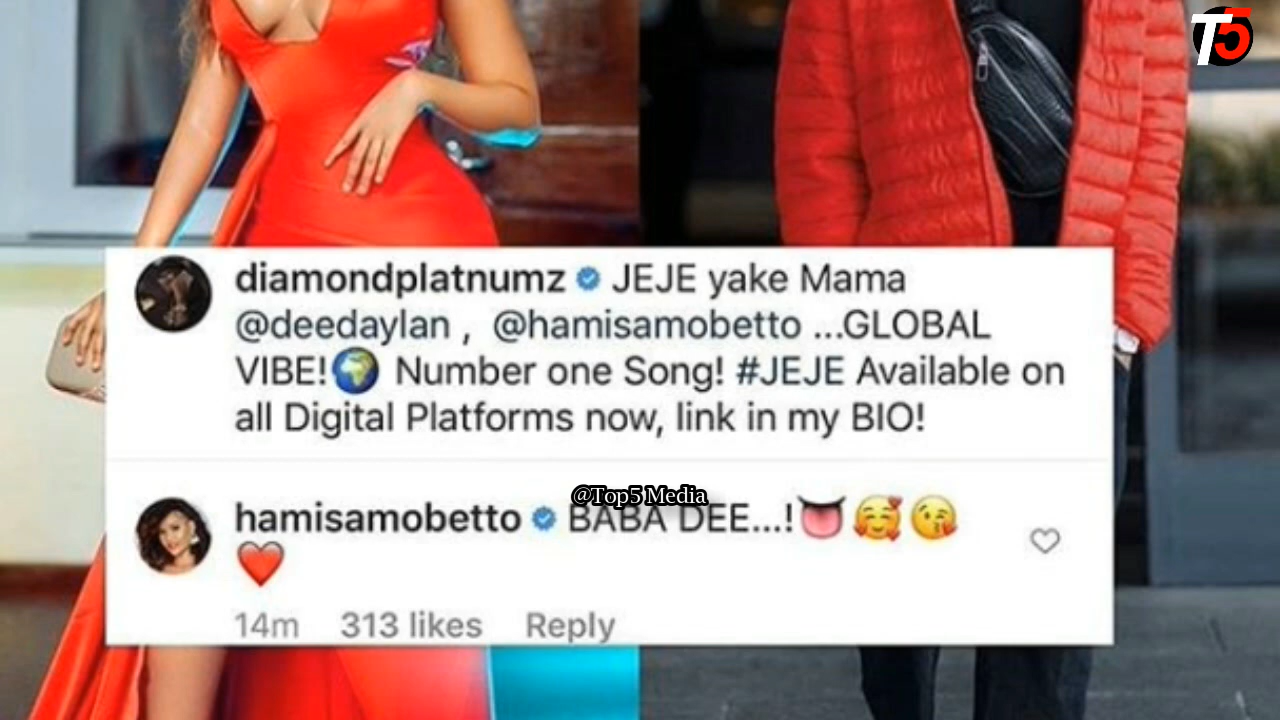 T5
diamondplatnumz JEJE yake Mama
@deedaylan , @hamisamobetto ...GLOBAL
VIBE!🌍 Number one Song! #JEJE Available on
all Digital Platforms now, link in my BIO!
@Top5 Media
hamisamobetto BABA DEE...!👅🥰😘
❤️
14m 313 likes Reply